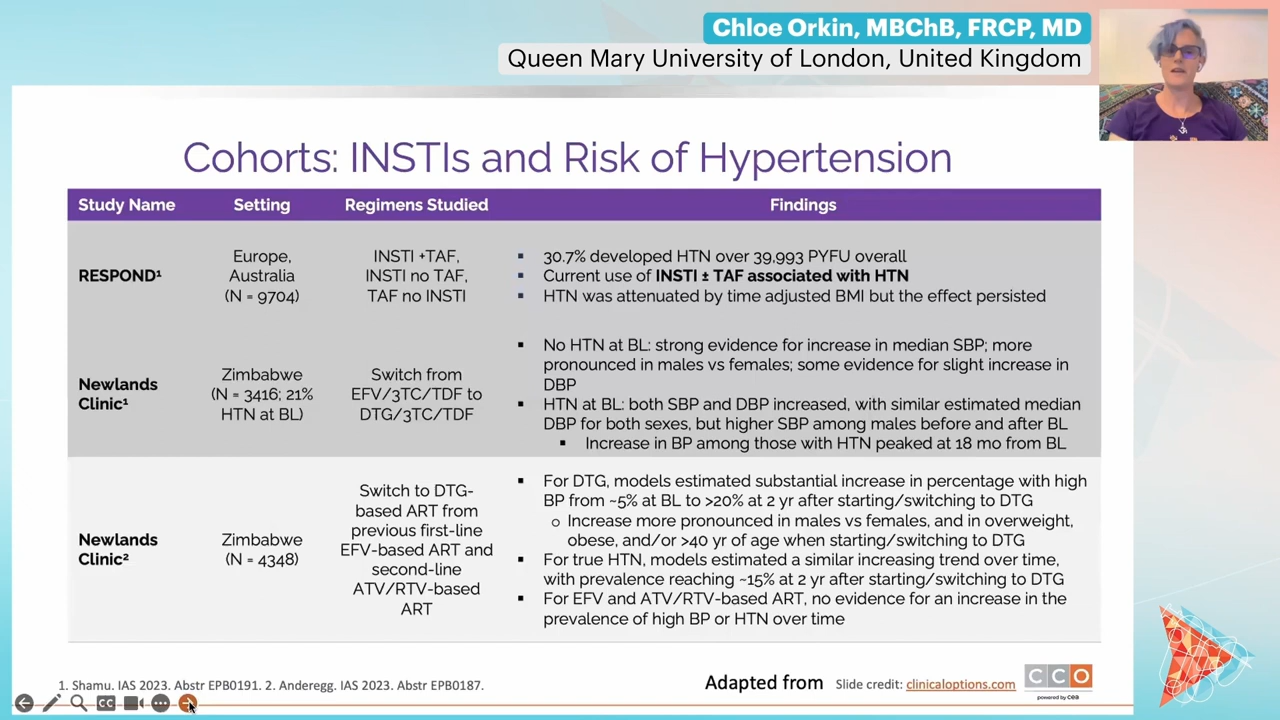 Chloe Orkin, MBChB, FRCP, MD
Queen Mary University of London, United Kingdom
Cohorts: INSTIs and Risk of Hypertension
Study Name
Setting
Regimens Studied
Findings
RESPOND¹
Europe,
Australia
(N = 9704)
INSTI +TAF,
INSTI no TAF,
TAF no INSTI
▪ 30.7% developed HTN over 39,993 PYFU overall
▪ Current use of INSTI ± TAF associated with HTN
▪ HTN was attenuated by time adjusted BMI but the effect persisted
Newlands
Clinic¹
Zimbabwe
(N = 3416; 21%
HTN at BL)
Switch from
EFV/3TC/TDF to
DTG/3TC/TDF
▪ No HTN at BL: strong evidence for increase in median SBP; more
pronounced in males vs females; some evidence for slight increase in
DBP
▪ HTN at BL: both SBP and DBP increased, with similar estimated median
DBP for both sexes, but higher SBP among males before and after BL
▪ Increase in BP among those with HTN peaked at 18 mo from BL
Newlands
Clinic²
Zimbabwe
(N = 4348)
Switch to DTG-
based ART from
previous first-line
EFV-based ART and
second-line
ATV/RTV-based
ART
▪ For DTG, models estimated substantial increase in percentage with high
BP from ~5% at BL to >20% at 2 yr after starting/switching to DTG
o Increase more pronounced in males vs females, and in overweight,
obese, and/or >40 yr of age when starting/switching to DTG
▪ For true HTN, models estimated a similar increasing trend over time,
with prevalence reaching ~15% at 2 yr after starting/switching to DTG
▪ For EFV and ATV/RTV-based ART, no evidence for an increase in the
prevalence of high BP or HTN over time
1. Shamu. IAS 2023. Abstr EPB0191. 2. Anderegg. IAS 2023. Abstr EPB0187.
Adapted from
Slide credit: clinicaloptions.com
CCO
powered by cea
CC